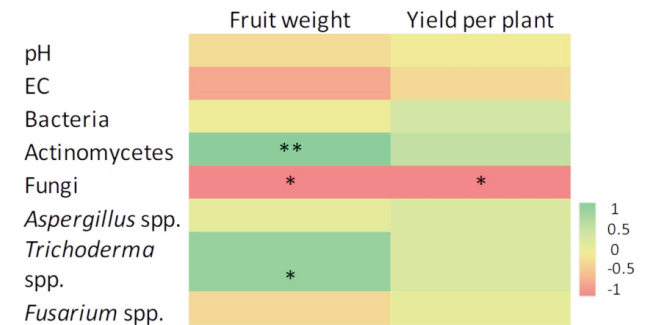 Fruit weight Yield per plant
pH
EC
Bacteria
Actinomycetes **
Fungi * *
Aspergillus spp.
Trichoderma
spp. *
Fusarium spp.
1
0.5
0
-0.5
-1